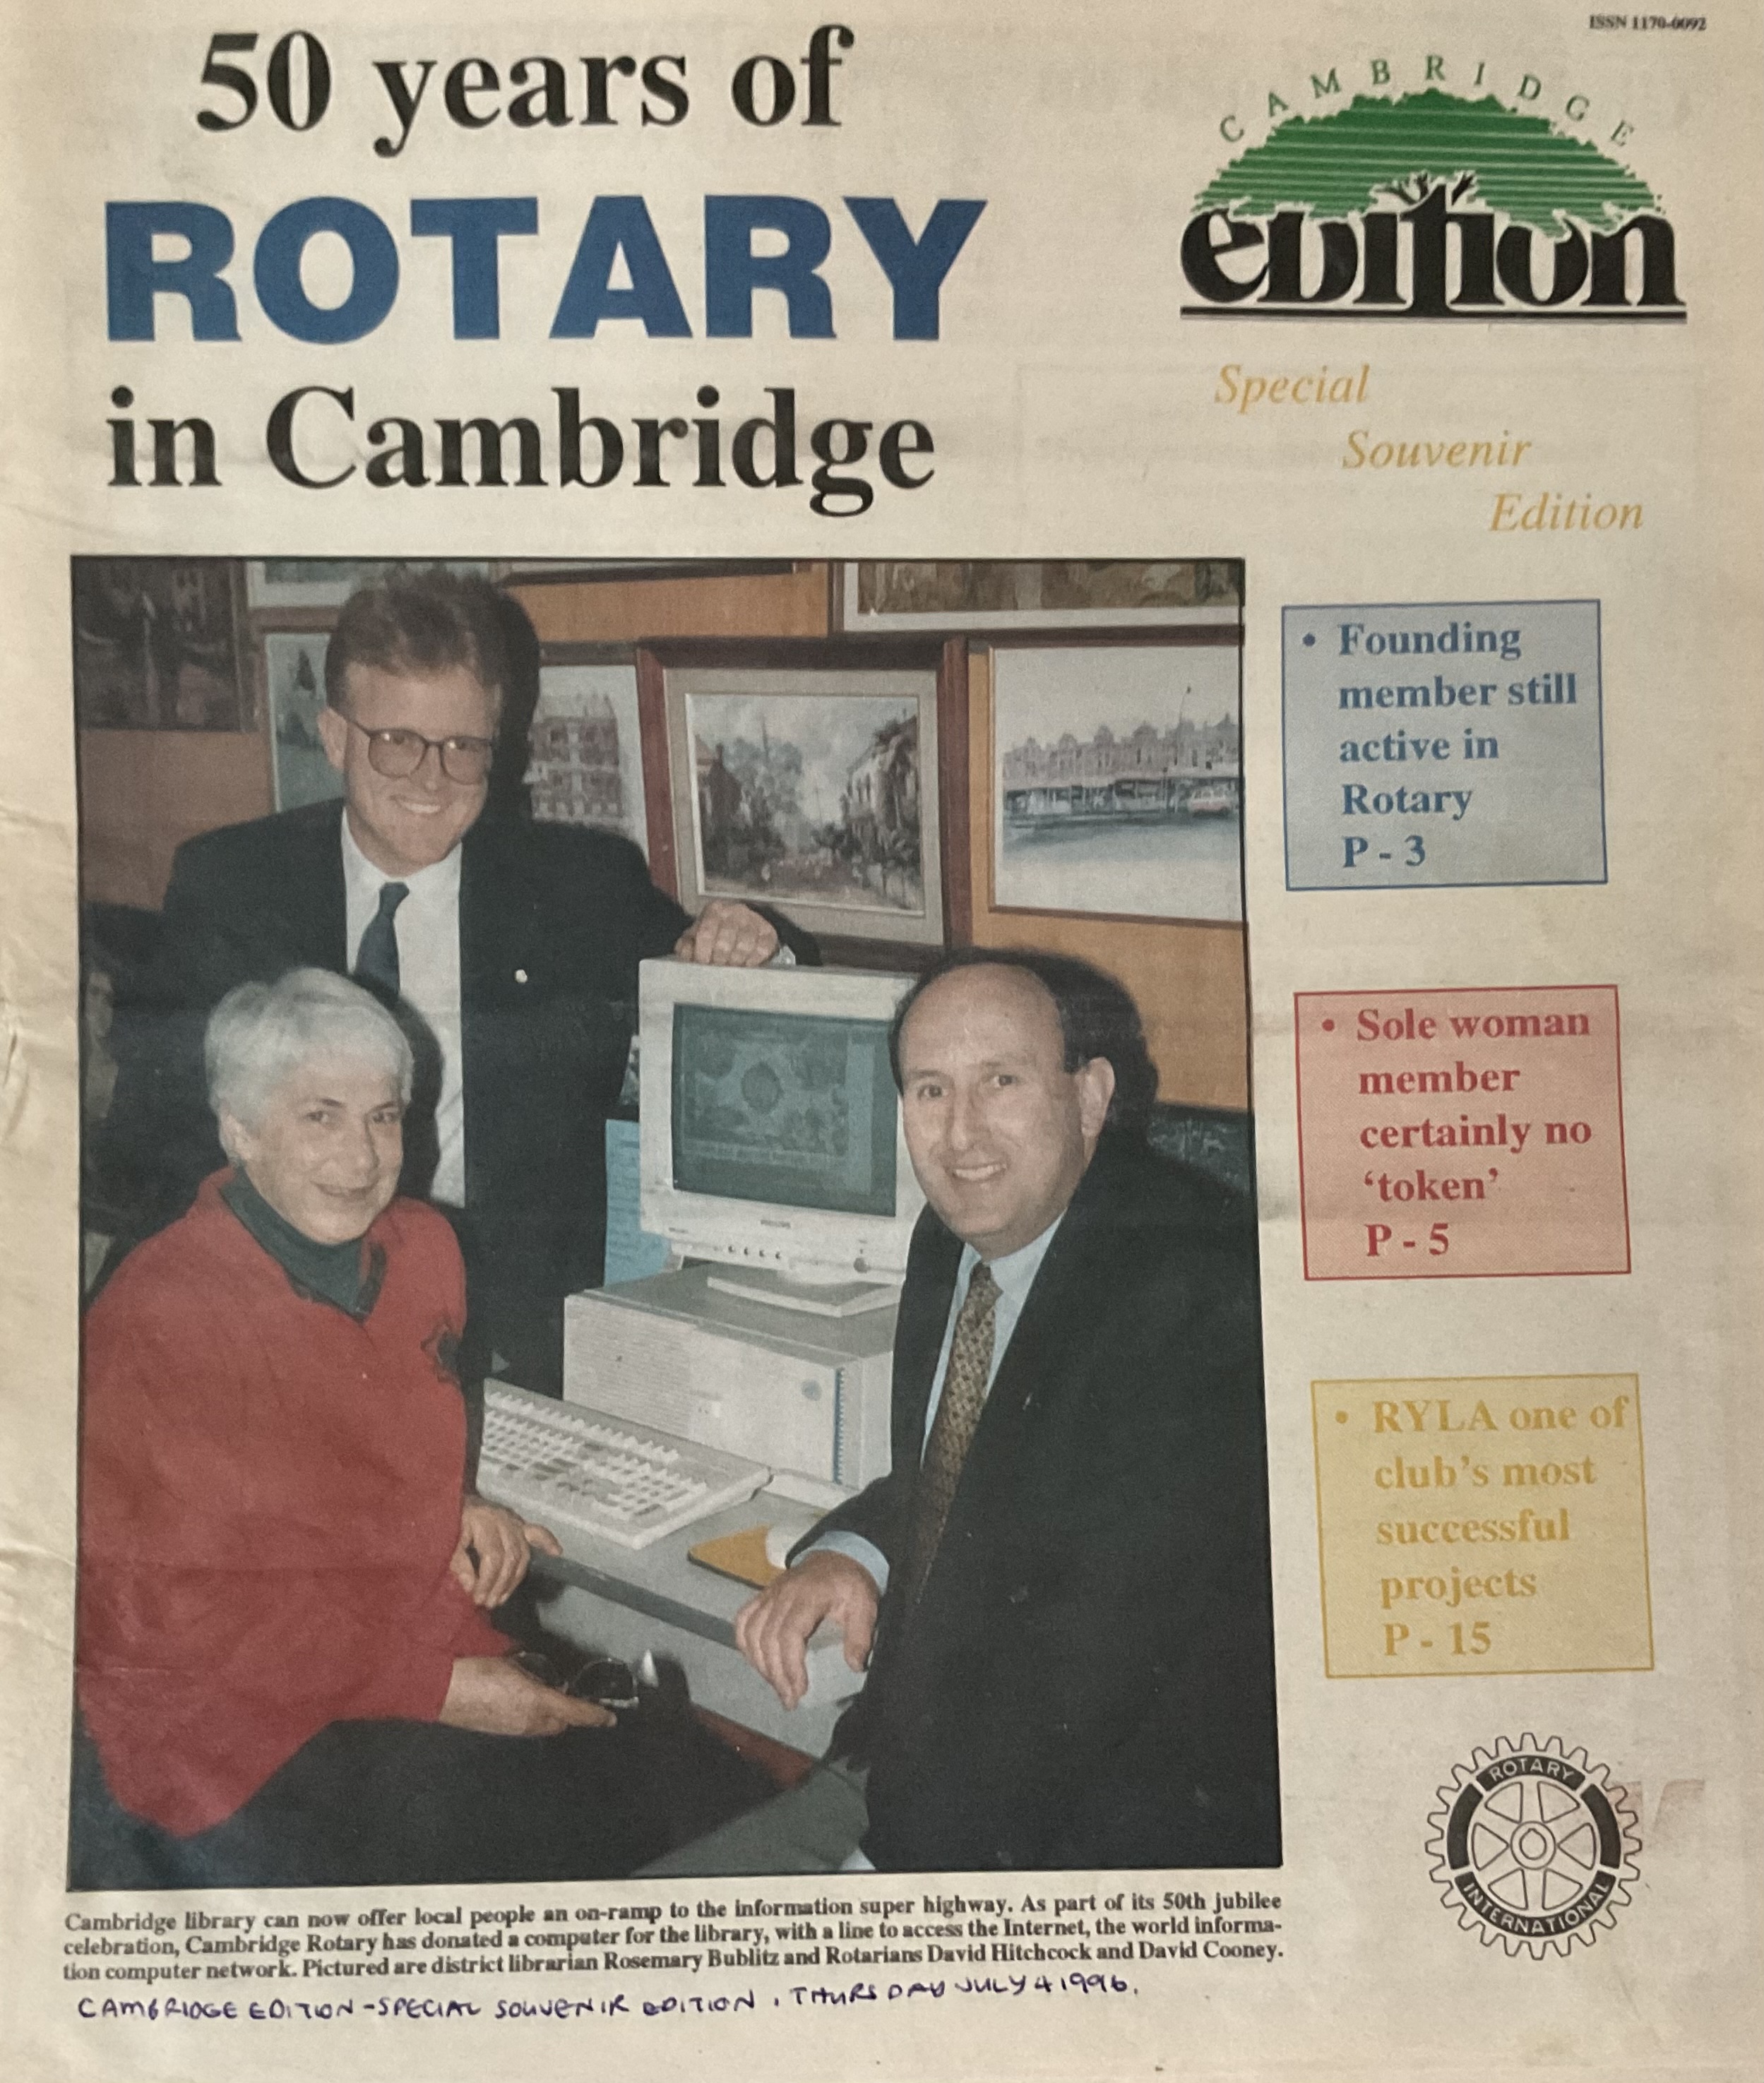 ISSN 1170-0092
50 years of
ROTARY
in Cambridge
CAMBRIDGE
edition
Special
Souvenir
Edition
• Founding
member still
active in
Rotary
P - 3
• Sole woman
member
certainly no
‘token’
P - 5
• RYLA one of
club’s most
successful
projects
P - 15
PHILIPS
ROTARY
INTERNATIONAL
Cambridge library can now offer local people an on-ramp to the information super highway. As part of its 50th jubilee
celebration, Cambridge Rotary has donated a computer for the library, with a line to access the Internet, the world informa-
tion computer network. Pictured are district librarian Rosemary Bublitz and Rotarians David Hitchcock and David Cooney.
CAMBRIDGE EDITION - SPECIAL SOUVENIR EDITION, THURSDAY JULY 4 1996.